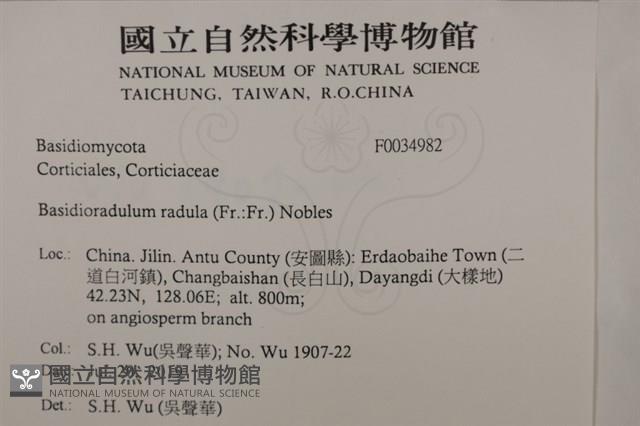 國立自然科學博物館
NATIONAL MUSEUM OF NATURAL SCIENCE
TAICHUNG, TAIWAN, R.O.CHINA
Basidiomycota F0034982
Corticiales, Corticiaceae
Basidioradulum radula (Fr.:Fr.) Nobles
Loc.: China. Jilin. Antu County (安圖縣): Erdaobaihe Town (二
道白河鎮), Changbaishan (長白山), Dayangdi (大樣地)
42.23N, 128.06E; alt. 800m;
on angiosperm branch
Col.: S.H. Wu(吳聲華); No. Wu 1907-22
國立自然科學博物館
NATIONAL MUSEUM OF NATURAL SCIENCE
Det.: S.H. Wu (吳聲華)